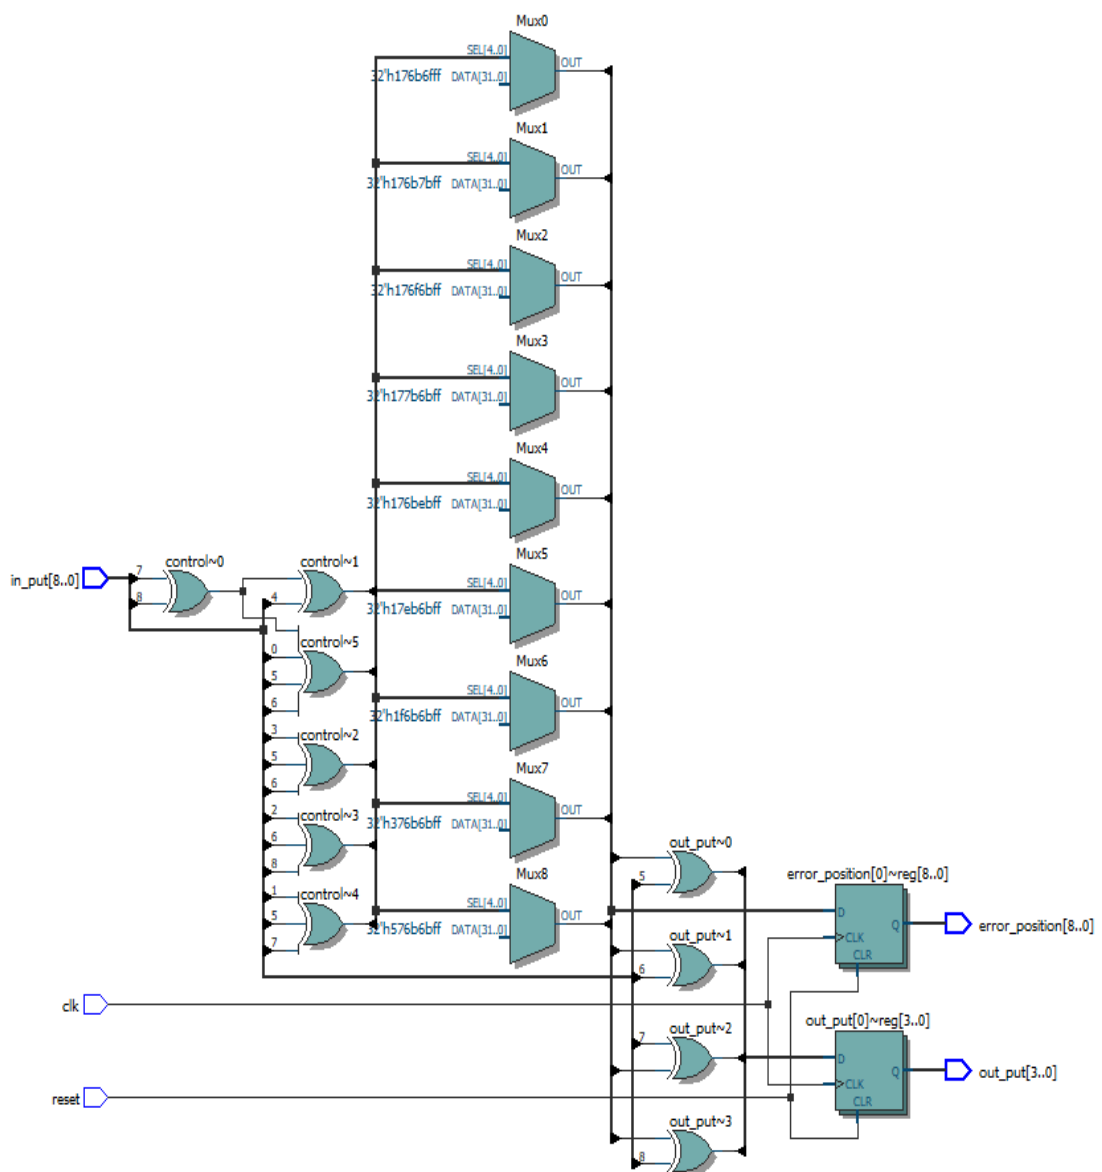 Mux0
SEL[4..0]
OUT
32'h176b6fff DATA[31..0]
Mux1
SEL[4..0]
OUT
32'h176b7bff DATA[31..0]
Mux2
SEL[4..0]
OUT
32'h176f6bff DATA[31..0]
Mux3
SEL[4..0]
OUT
32'h177b6bff DATA[31..0]
Mux4
SEL[4..0]
OUT
32'h176bebff DATA[31..0]
Mux5
SEL[4..0]
OUT
32'h17eb6bff DATA[31..0]
Mux6
SEL[4..0]
OUT
32'h1f6b6bff DATA[31..0]
Mux7
SEL[4..0]
OUT
32'h376b6bff DATA[31..0]
Mux8
SEL[4..0]
OUT
32'h576b6bff DATA[31..0]
in_put[8..0]
control~0
7
8
control~1
4
control~5
0
5
6
control~2
3
5
6
control~3
2
6
8
control~4
1
5
7
out_put~0
5
out_put~1
6
out_put~2
7
out_put~3
8
error_position[0]~reg[8..0]
D
Q
CLK
CLR
error_position[8..0]
out_put[0]~reg[3..0]
D
Q
CLK
CLR
out_put[3..0]
clk
reset